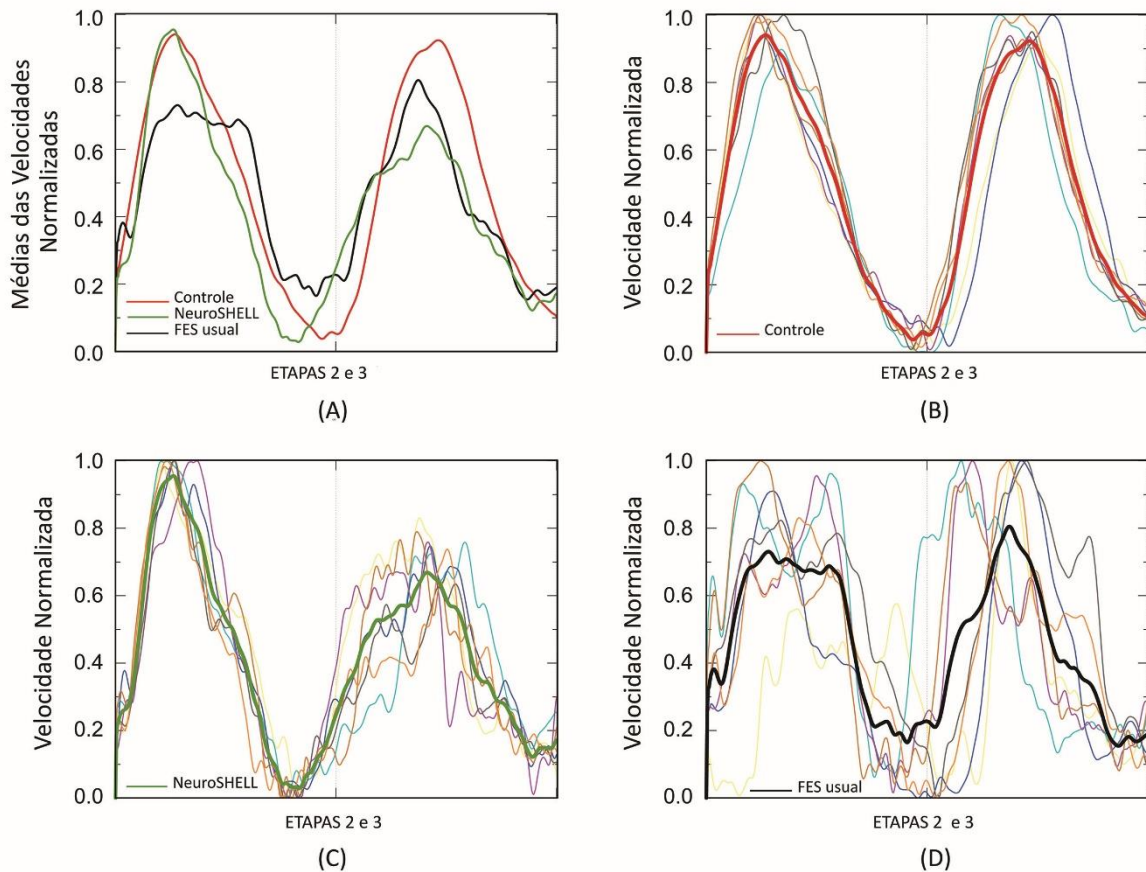 Médias das Velocidades
Normalizadas
1.0
0.8
0.6
0.4
0.2
0.0
Controle
NeuroSHELL
FES usual
ETAPAS 2 e 3
(A)
Velocidade Normalizada
1.0
0.8
0.6
0.4
0.2
0.0
Controle
ETAPAS 2 e 3
(B)
Velocidade Normalizada
1.0
0.8
0.6
0.4
0.2
0.0
NeuroSHELL
ETAPAS 2 e 3
(C)
Velocidade Normalizada
1.0
0.8
0.6
0.4
0.2
0.0
FES usual
ETAPAS 2 e 3
(D)